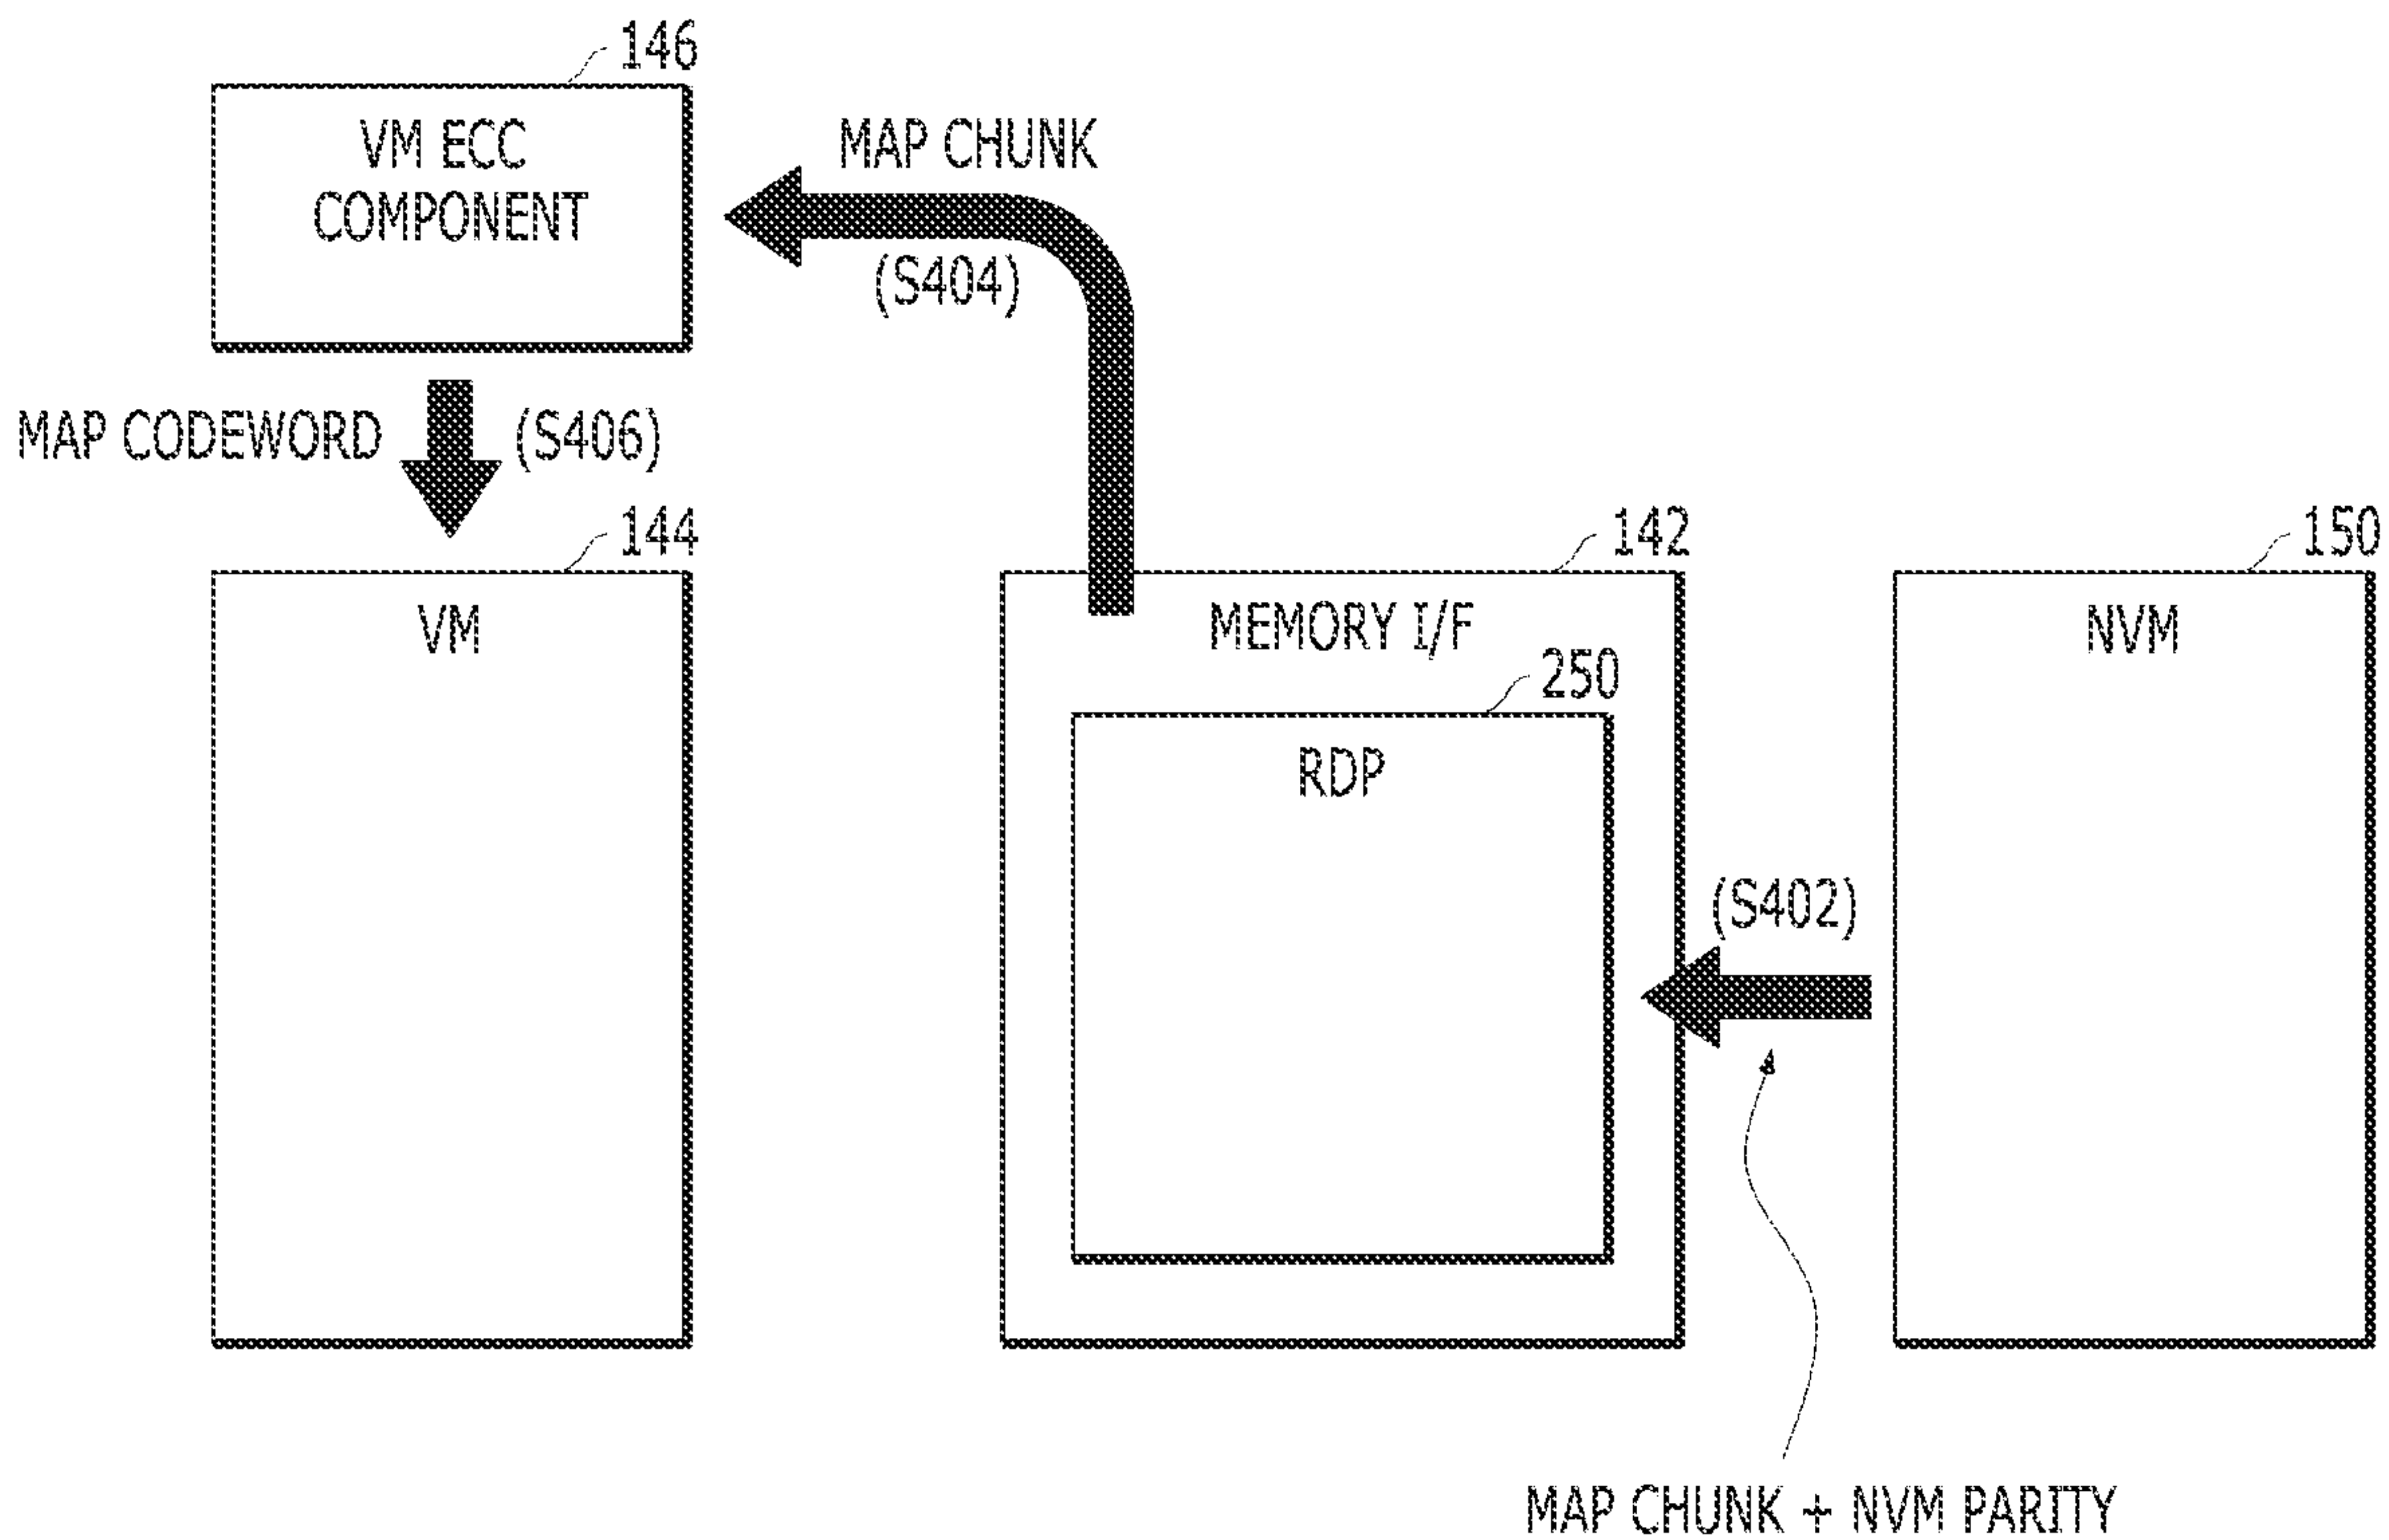 146
VM ECC
COMPONENT
MAP CHUNK
(S404)
MAP CODEWORD
(S406)
144
VM
142
MEMORY I/F
250
RDP
150
NVM
(S402)
MAP CHUNK + NVM PARITY